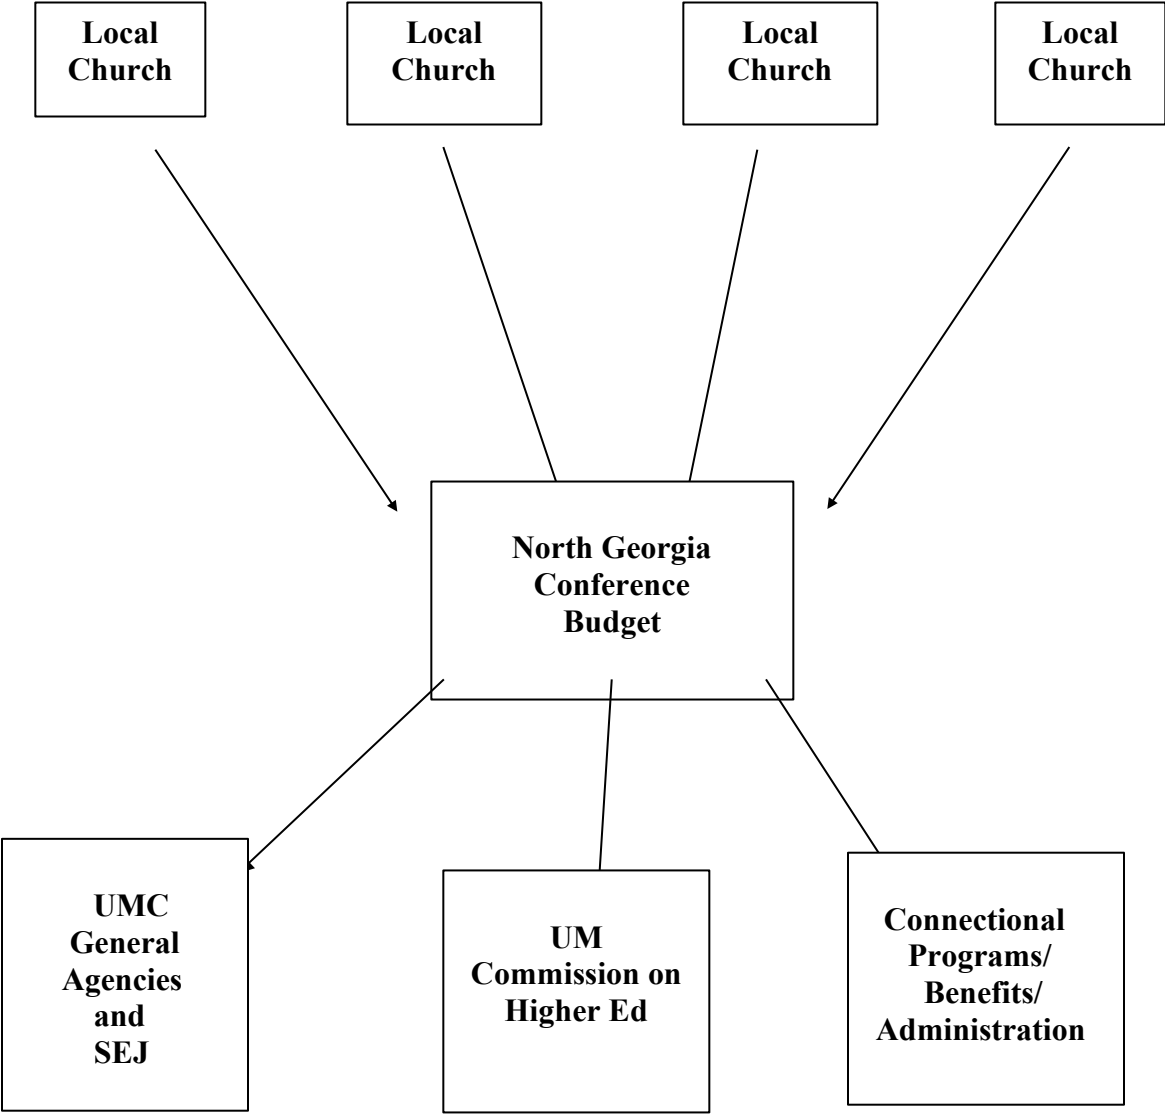 Local
Church
Local
Church
Local
Church
Local
Church
North Georgia
Conference
Budget
UMC
General
Agencies
and
SEJ
UM
Commission on
Higher Ed
Connectional
Programs/
Benefits/
Administration